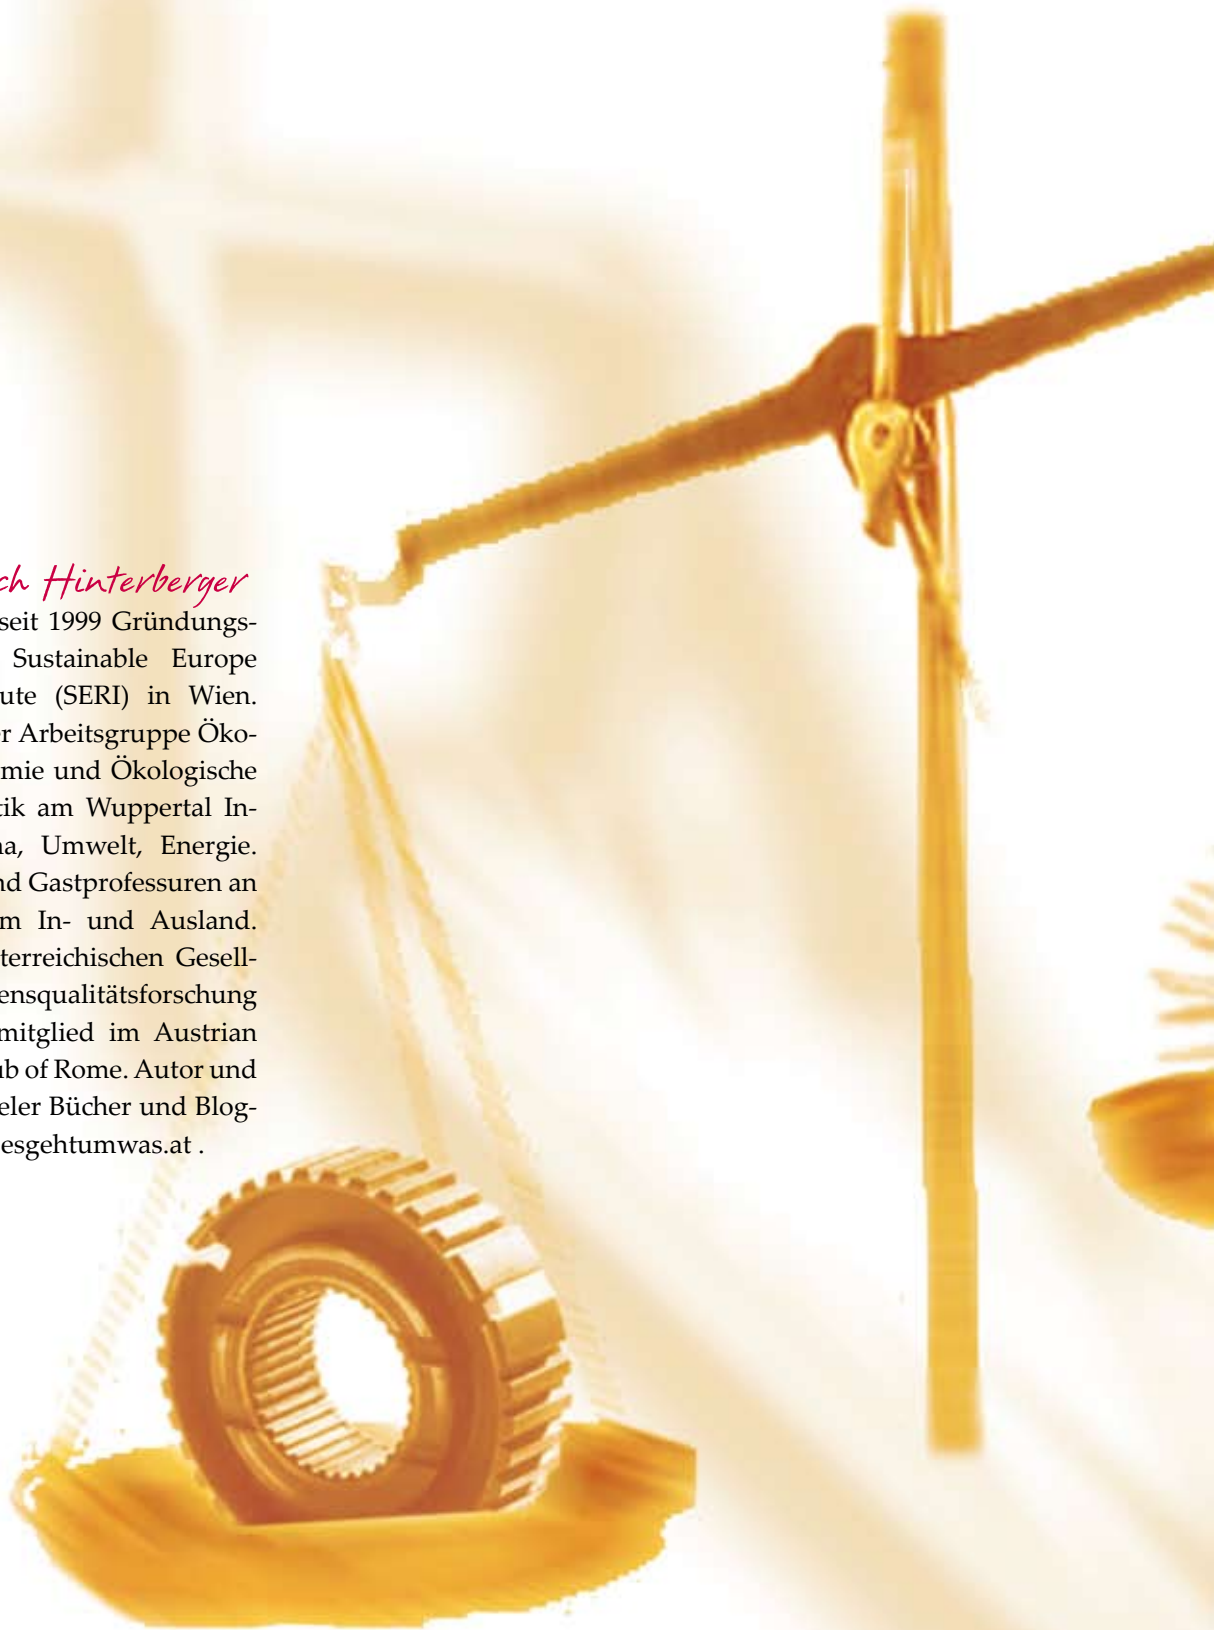 ch Hinterberger
seit 1999 Gründungs-
Sustainable Europe
ute (SERI) in Wien.
er Arbeitsgruppe Öko-
mie und Ökologische
tik am Wuppertal In-
na, Umwelt, Energie.
nd Gastprofessuren an
m In- und Ausland.
terreichischen Gesell-
ensqualitätsforschung
mitglied im Austrian
ub of Rome. Autor und
eler Bücher und Blog-
esgehtumwas.at .